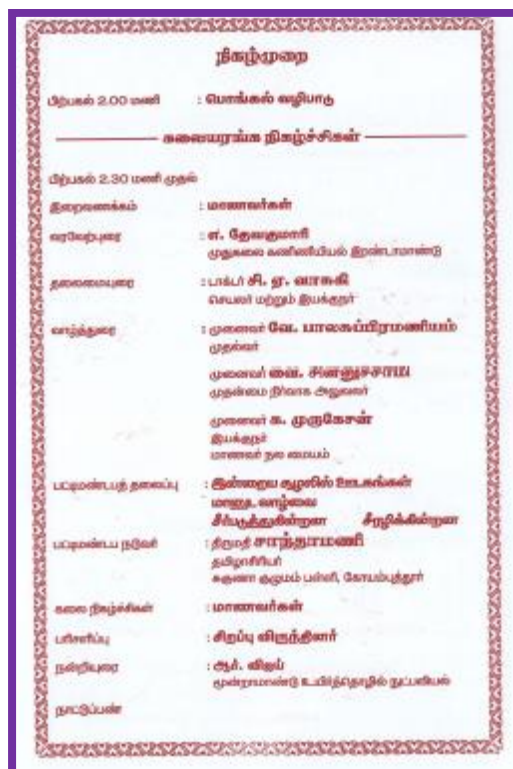 நிகழ்முறை
பிற்பகல் 2.00 மணி : பொங்கல் வழிபாடு
கலையரங்க நிகழ்ச்சிகள்
பிற்பகல் 2.30 மணி முதல்
இறைவணக்கம் : மாணவர்கள்
வரவேற்புரை : எ. தேவகுமாரி
முதுகலை கணிணியியல் இரண்டாமாண்டு
தலைமையுரை : டாக்டர் சி. ஏ. வாசுகி
செயலர் மற்றும் இயக்குநர்
வாழ்த்துரை : முனைவர் வே. பாலசுப்பிரமணியம்
முதல்வர்
முனைவர் வை. சின்னுச்சாமி
முதன்மை நிர்வாக அலுவலர்
முனைவர் க. முருகேசன்
இயக்குநர்
மாணவர் நல மையம்
பட்டிமண்டபத் தலைப்பு : இன்றைய சூழலில் ஊடகங்கள்
மானுட வாழ்வை
சீர்படுத்துகின்றன சீரழிக்கின்றன
பட்டிமண்டப நடுவர் : திருமதி சாந்தாமணி
தமிழாசிரியர்
சுகுணா குழுமம் பள்ளி, கோயம்புத்தூர்
கலை நிகழ்ச்சிகள் : மாணவர்கள்
பரிசளிப்பு : சிறப்பு விருந்தினர்
நன்றியுரை : ஆர். விஜய்
மூன்றாமாண்டு உயிர்த்தொழில் நுட்பவியல்
நாட்டுப்பண்